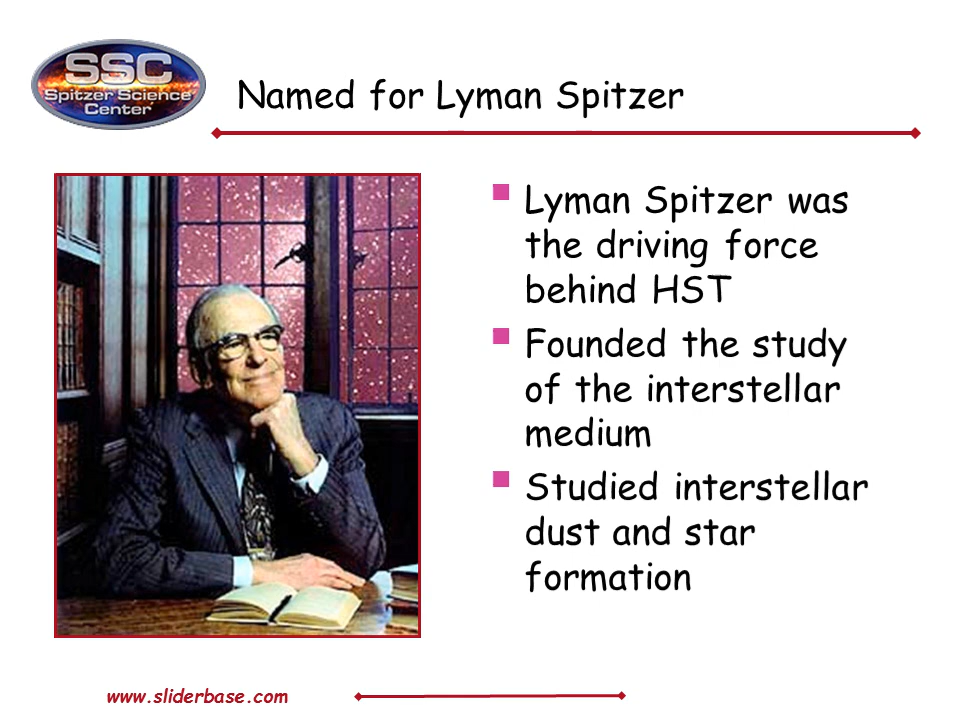 SSC
Spitzer Science
Center
Named for Lyman Spitzer
Lyman Spitzer was
the driving force
behind HST
Founded the study
of the interstellar
medium
Studied interstellar
dust and star
formation
www.sliderbase.com